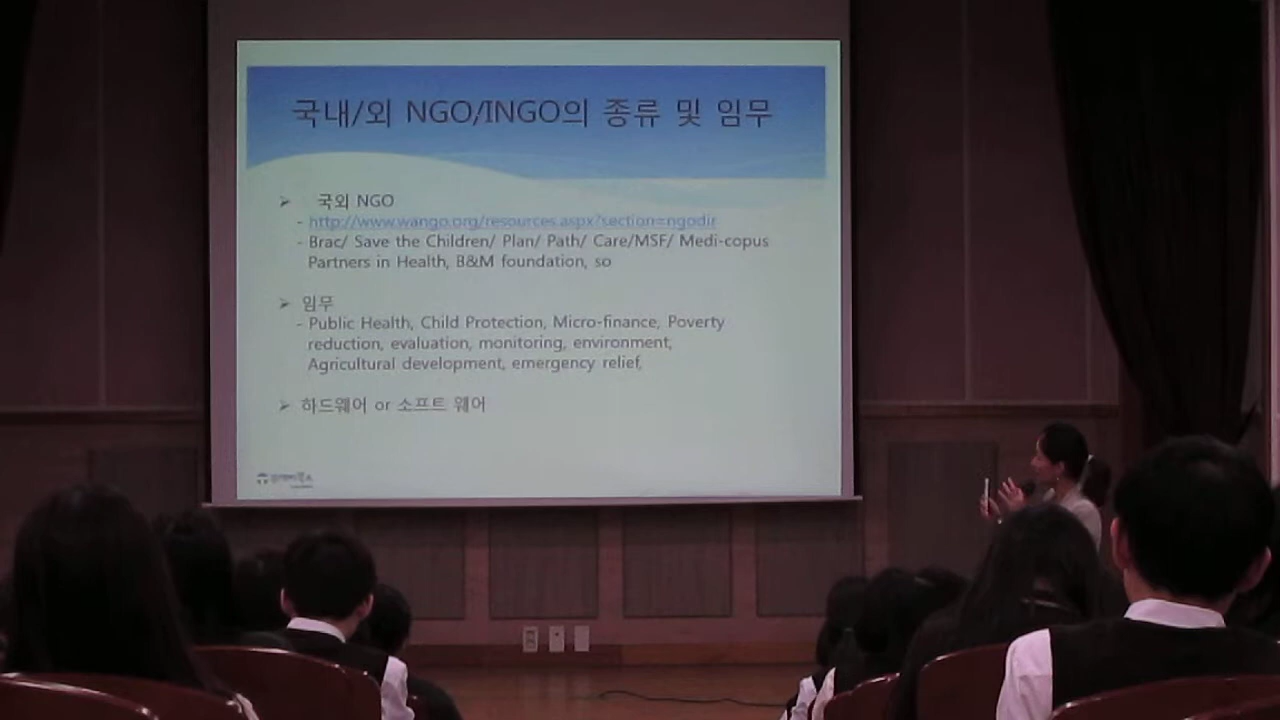 국내/외 NGO/INGO의 종류 및 임무
➢ 국외 NGO
- http://www.wango.org/resources.aspx?section=ngodir
- Brac/ Save the Children/ Plan/ Path/ Care/MSF/ Medi-copus
Partners in Health, B&M foundation, so
➢ 임무
- Public Health, Child Protection, Micro-finance, Poverty
reduction, evaluation, monitoring, environment,
Agricultural development, emergency relief,
➢ 하드웨어 or 소프트 웨어